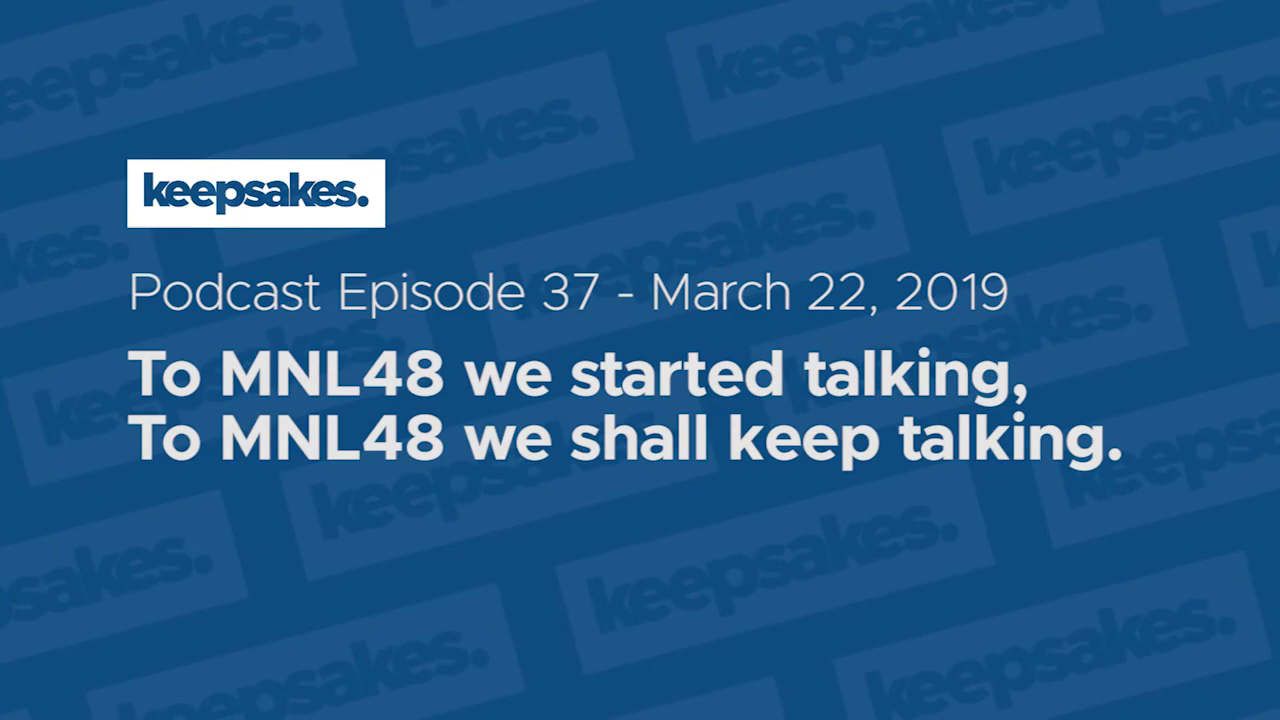 keepsakes.
Podcast Episode 37 - March 22, 2019
To MNL48 we started talking,
To MNL48 we shall keep talking.